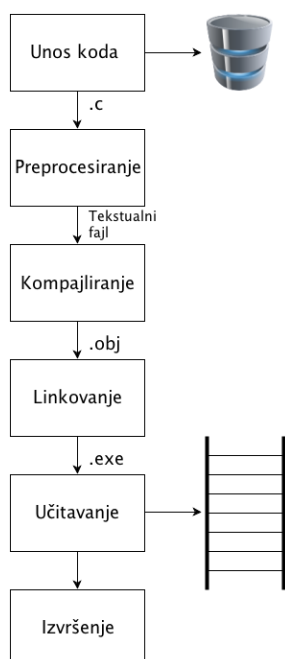 Unos koda
.c
Preprocesiranje
Tekstualni
fajl
Kompajliranje
.obj
Linkovanje
.exe
Učitavanje
Izvršenje